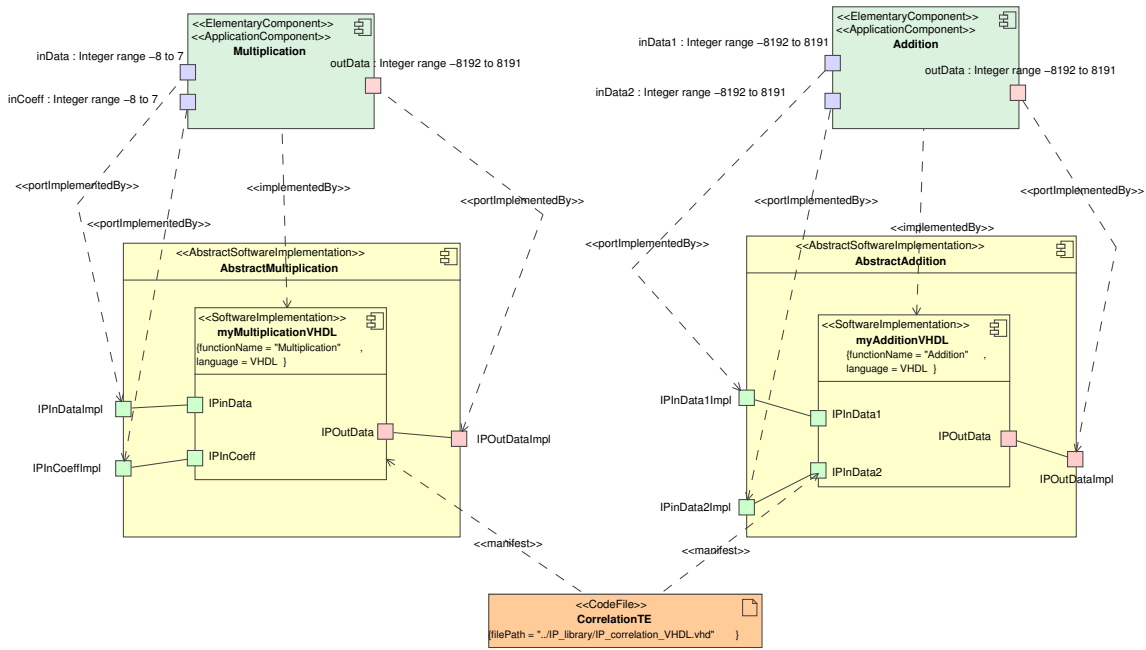 <<ElementaryComponent>>
<<ApplicationComponent>>
Multiplication
inData : Integer range −8 to 7
inCoeff : Integer range −8 to 7
outData : Integer range −8192 to 8191
<<ElementaryComponent>>
<<ApplicationComponent>>
Addition
inData1 : Integer range −8192 to 8191
inData2 : Integer range −8192 to 8191
outData : Integer range −8192 to 8191
<<portImplementedBy>>
<<implementedBy>>
<<portImplementedBy>>
<<portImplementedBy>>
<<portImplementedBy>>
<<portImplementedBy>>
<<implementedBy>>
<<portImplementedBy>>
<<AbstractSoftwareImplementation>>
AbstractMultiplication
<<SoftwareImplementation>>
myMultiplicationVHDL
{functionName = "Multiplication" ,
language = VHDL }
IPInDataImpl
IPinData
IPInCoeffImpl
IPInCoeff
IPOutData
IPOutDataImpl
<<AbstractSoftwareImplementation>>
AbstractAddition
<<SoftwareImplementation>>
myAdditionVHDL
{functionName = "Addition" ,
language = VHDL }
IPInData1Impl
IPInData1
IPOutData
IPInData2
IPOutDataImpl
IPinData2Impl
<<manifest>>
<<manifest>>
<<CodeFile>>
CorrelationTE
{filePath = "../IP_library/IP_correlation_VHDL.vhd" }